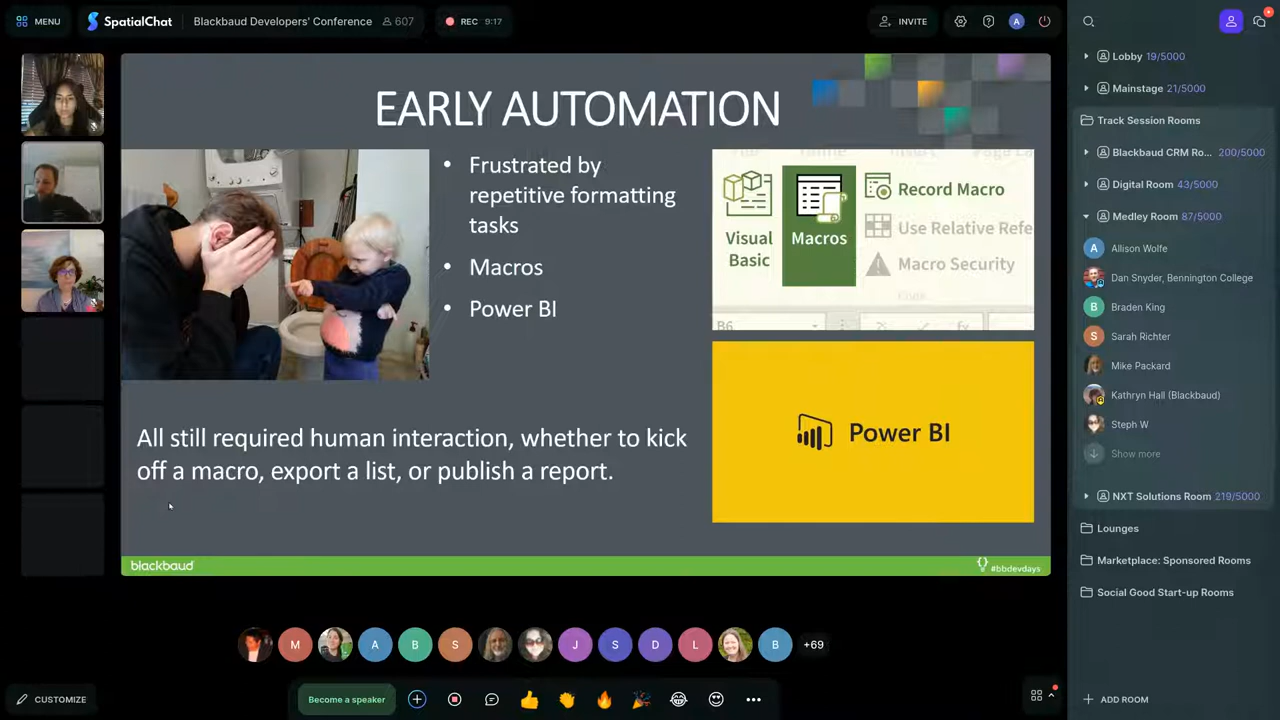 MENU
SpatialChat
Blackbaud Developers' Conference
607
REC 9:17
INVITE
A
EARLY AUTOMATION
• Frustrated by
repetitive formatting
tasks
• Macros
• Power BI
Visual
Basic
Macros
Record Macro
Use Relative Refe
Macro Security
B6
fx
Power BI
All still required human interaction, whether to kick
off a macro, export a list, or publish a report.
blackbaud
#bbdevdays
M
A
B
S
J
S
D
L
B
+69
CUSTOMIZE
Become a speaker
Lobby 19/5000
Mainstage 21/5000
Track Session Rooms
Blackbaud CRM Ro... 200/5000
Digital Room 43/5000
Medley Room 87/5000
A Allison Wolfe
Dan Snyder, Bennington College
B Braden King
S Sarah Richter
Mike Packard
Kathryn Hall (Blackbaud)
Steph W
Show more
NXT Solutions Room 219/5000
Lounges
Marketplace: Sponsored Rooms
Social Good Start-up Rooms
ADD ROOM